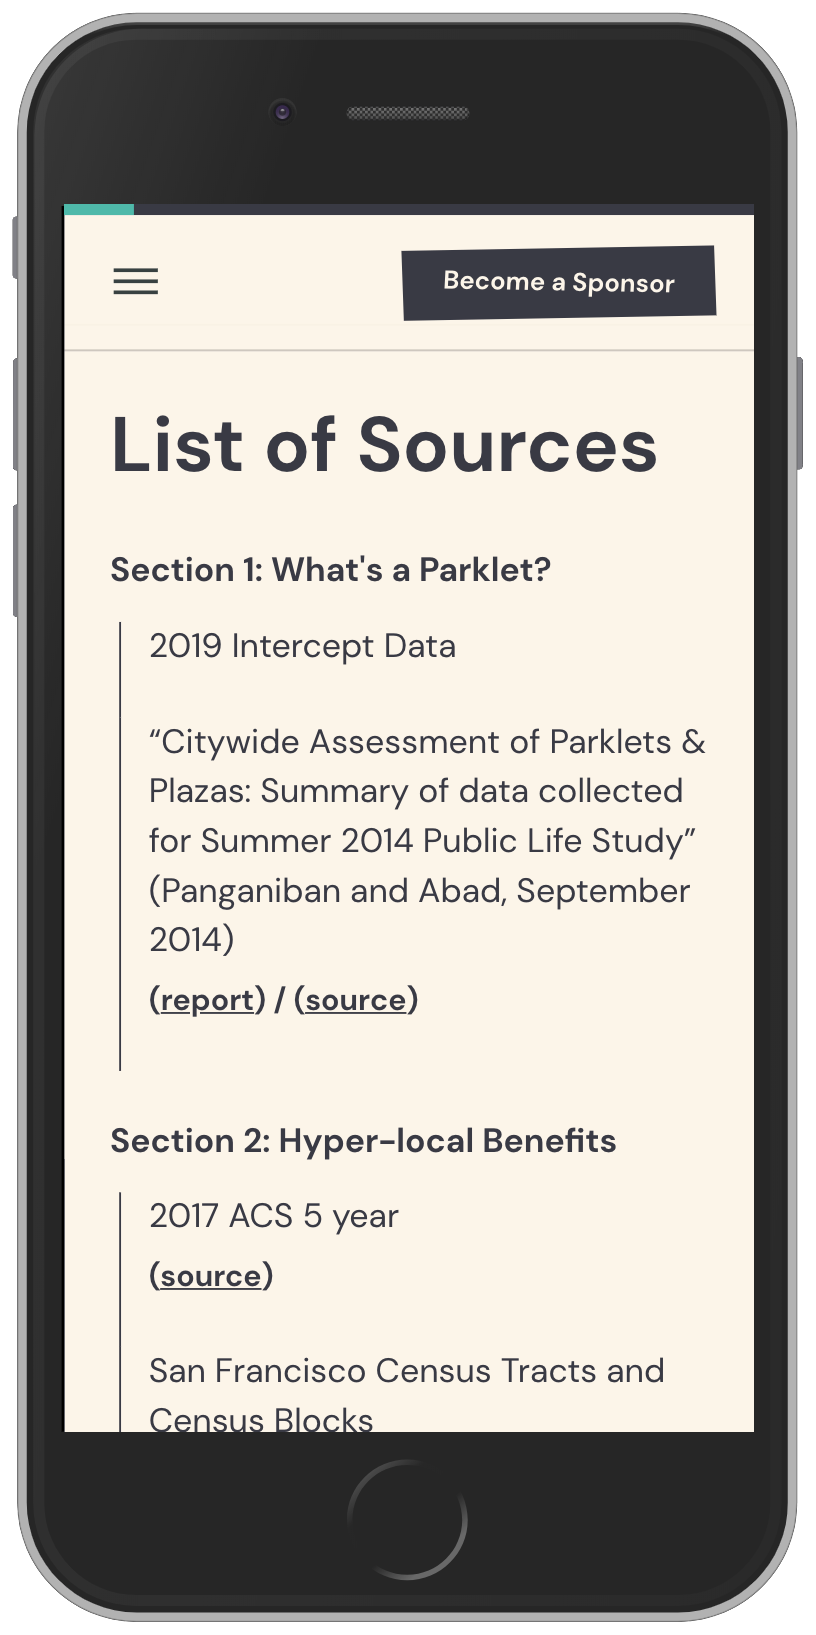 Become a Sponsor
List of Sources
Section 1: What's a Parklet?
2019 Intercept Data
“Citywide Assessment of Parklets &
Plazas: Summary of data collected
for Summer 2014 Public Life Study”
(Panganiban and Abad, September
2014)
(report) / (source)
Section 2: Hyper-local Benefits
2017 ACS 5 year
(source)
San Francisco Census Tracts and
Census Blocks